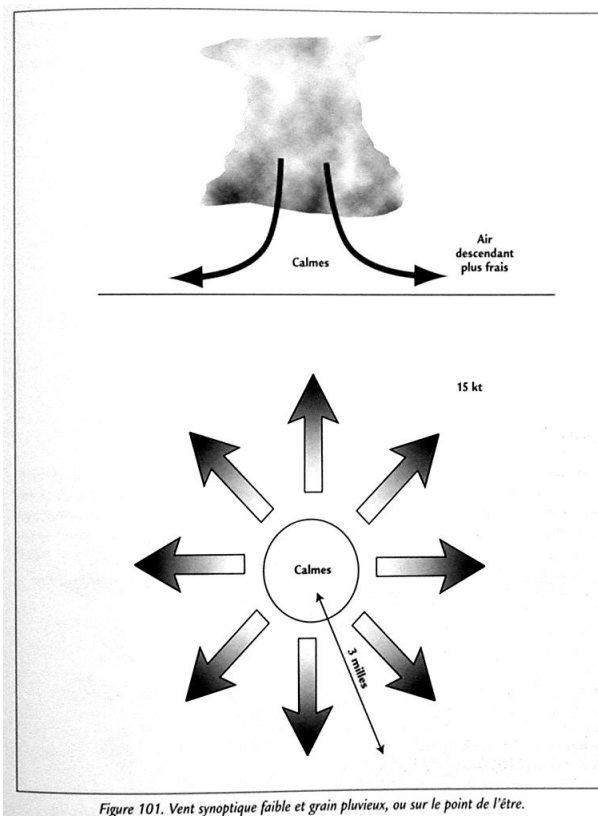 Calmes
Air
descendant
plus frais
15 kt
Calmes
3 milles
Figure 101. Vent synoptique faible et grain pluvieux, ou sur le point de l'être.